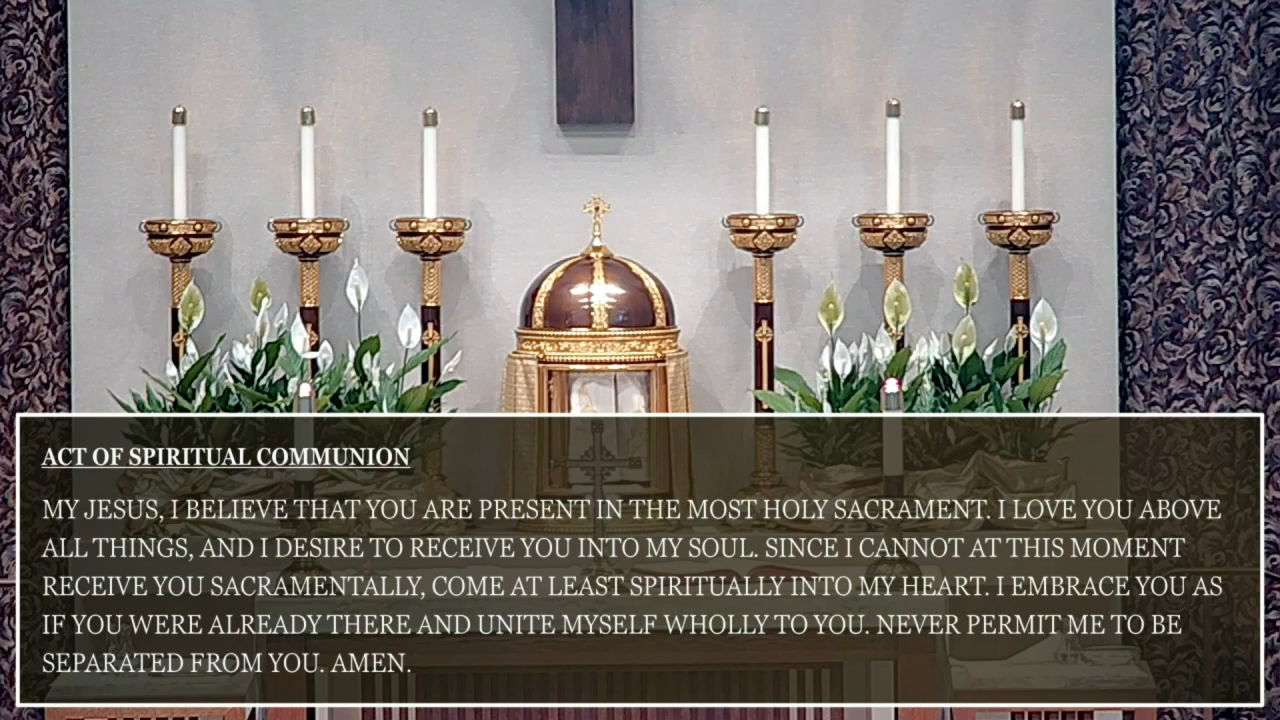 ACT OF SPIRITUAL COMMUNION
MY JESUS, I BELIEVE THAT YOU ARE PRESENT IN THE MOST HOLY SACRAMENT. I LOVE YOU ABOVE
ALL THINGS, AND I DESIRE TO RECEIVE YOU INTO MY SOUL. SINCE I CANNOT AT THIS MOMENT
RECEIVE YOU SACRAMENTALLY, COME AT LEAST SPIRITUALLY INTO MY HEART. I EMBRACE YOU AS
IF YOU WERE ALREADY THERE AND UNITE MYSELF WHOLLY TO YOU. NEVER PERMIT ME TO BE
SEPARATED FROM YOU. AMEN.